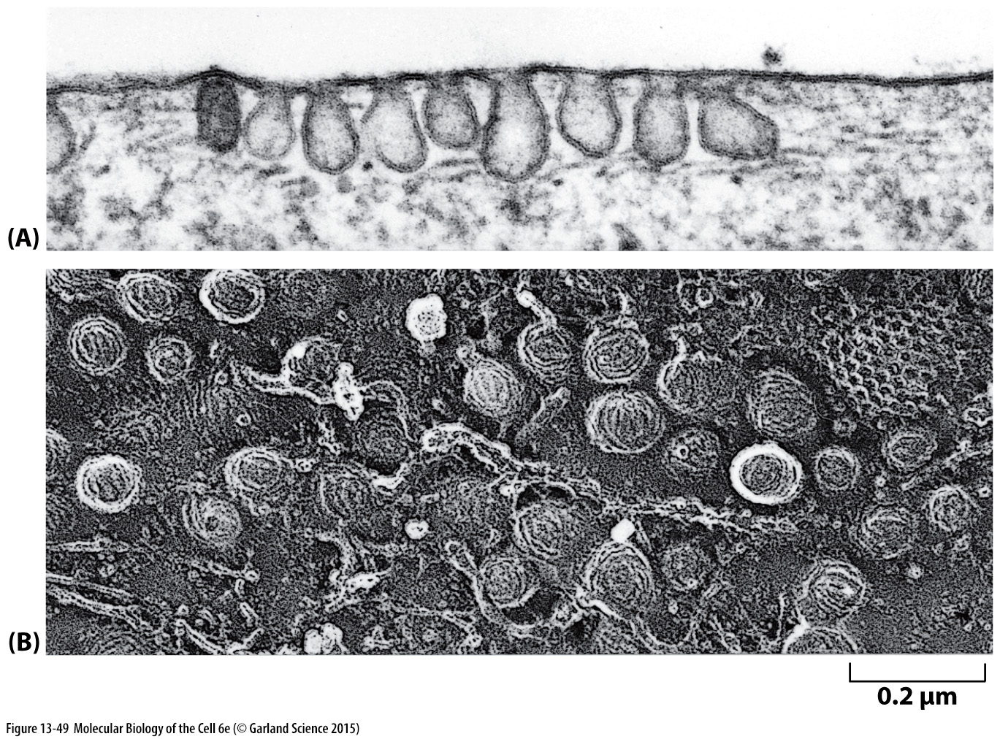 (A)
(B)
0.2 μm
Figure 13-49 Molecular Biology of the Cell 6e (© Garland Science 2015)